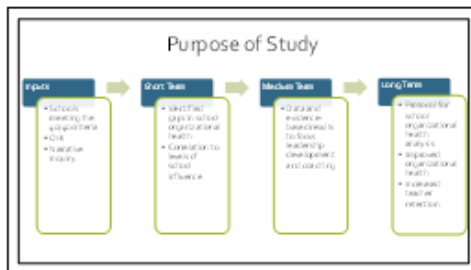 Purpose of Study
Inputs
• Schools
meeting the
criteria
• OHI
• Narrative
Inquiry
Short Term
• Identified
gaps in school
organizational
health
• Correlation to
levels of
school
influence
Medium Term
• Data and
evidence-
based results
to focus
leadership
development
and coaching
Long Term
• Protocol for
school
organizational
health
analysis
• Improved
organizational
health
• Increased
teacher
retention